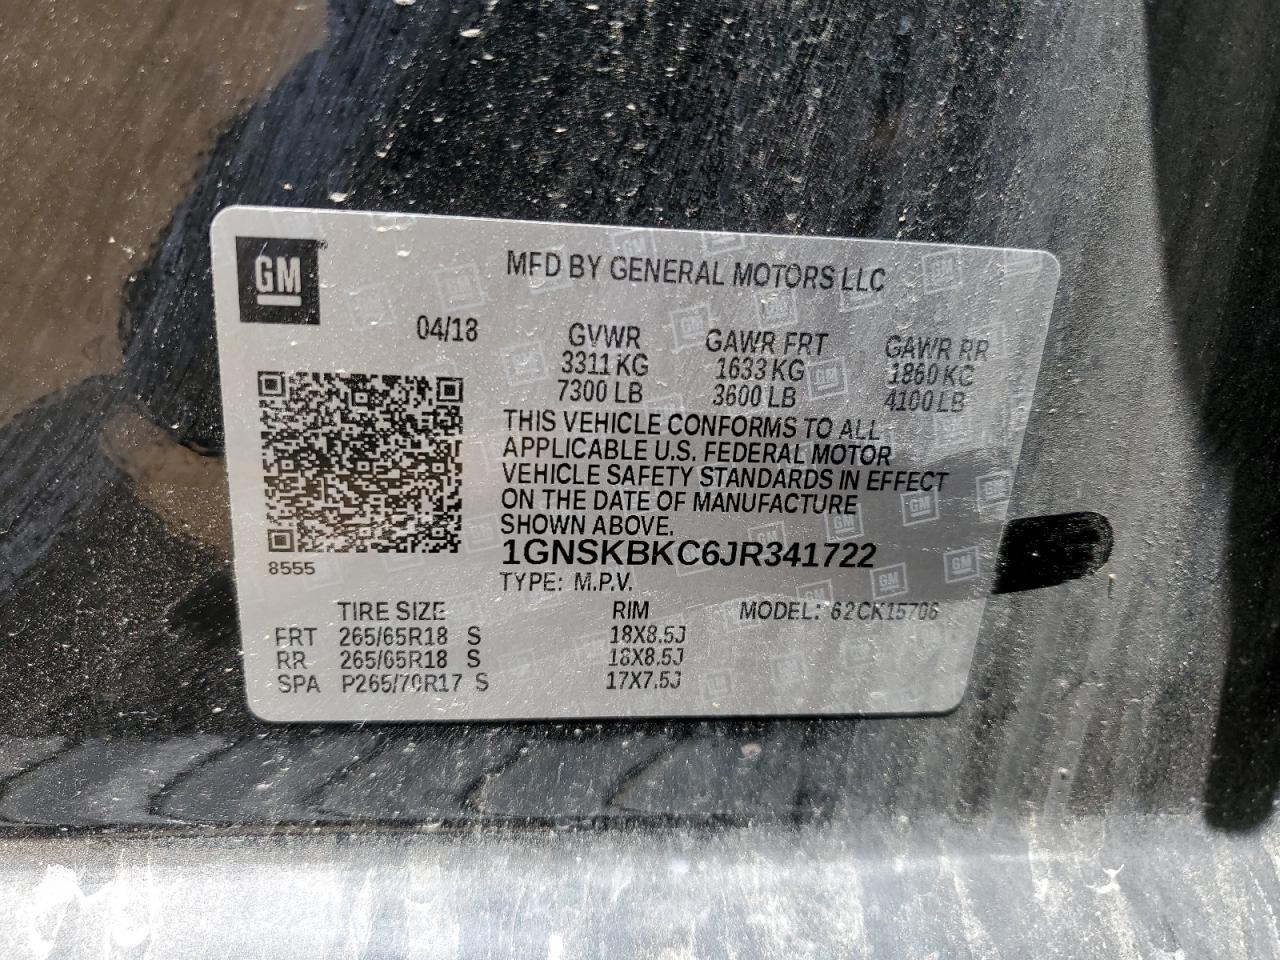 GM
MFD BY GENERAL MOTORS LLC
04/18 GVWR GAWR FRT GAWR RR
3311 KG 1633 KG 1860 KG
7300 LB 3600 LB 4100 LB
THIS VEHICLE CONFORMS TO ALL
APPLICABLE U.S. FEDERAL MOTOR
VEHICLE SAFETY STANDARDS IN EFFECT
ON THE DATE OF MANUFACTURE
SHOWN ABOVE.
8555
1GNSKBKC6JR341722
TYPE: M.P.V.
TIRE SIZE RIM MODEL: 62CK15706
FRT 265/65R18 S 18X8.5J
RR 265/65R18 S 18X8.5J
SPA P265/70R17 S 17X7.5J